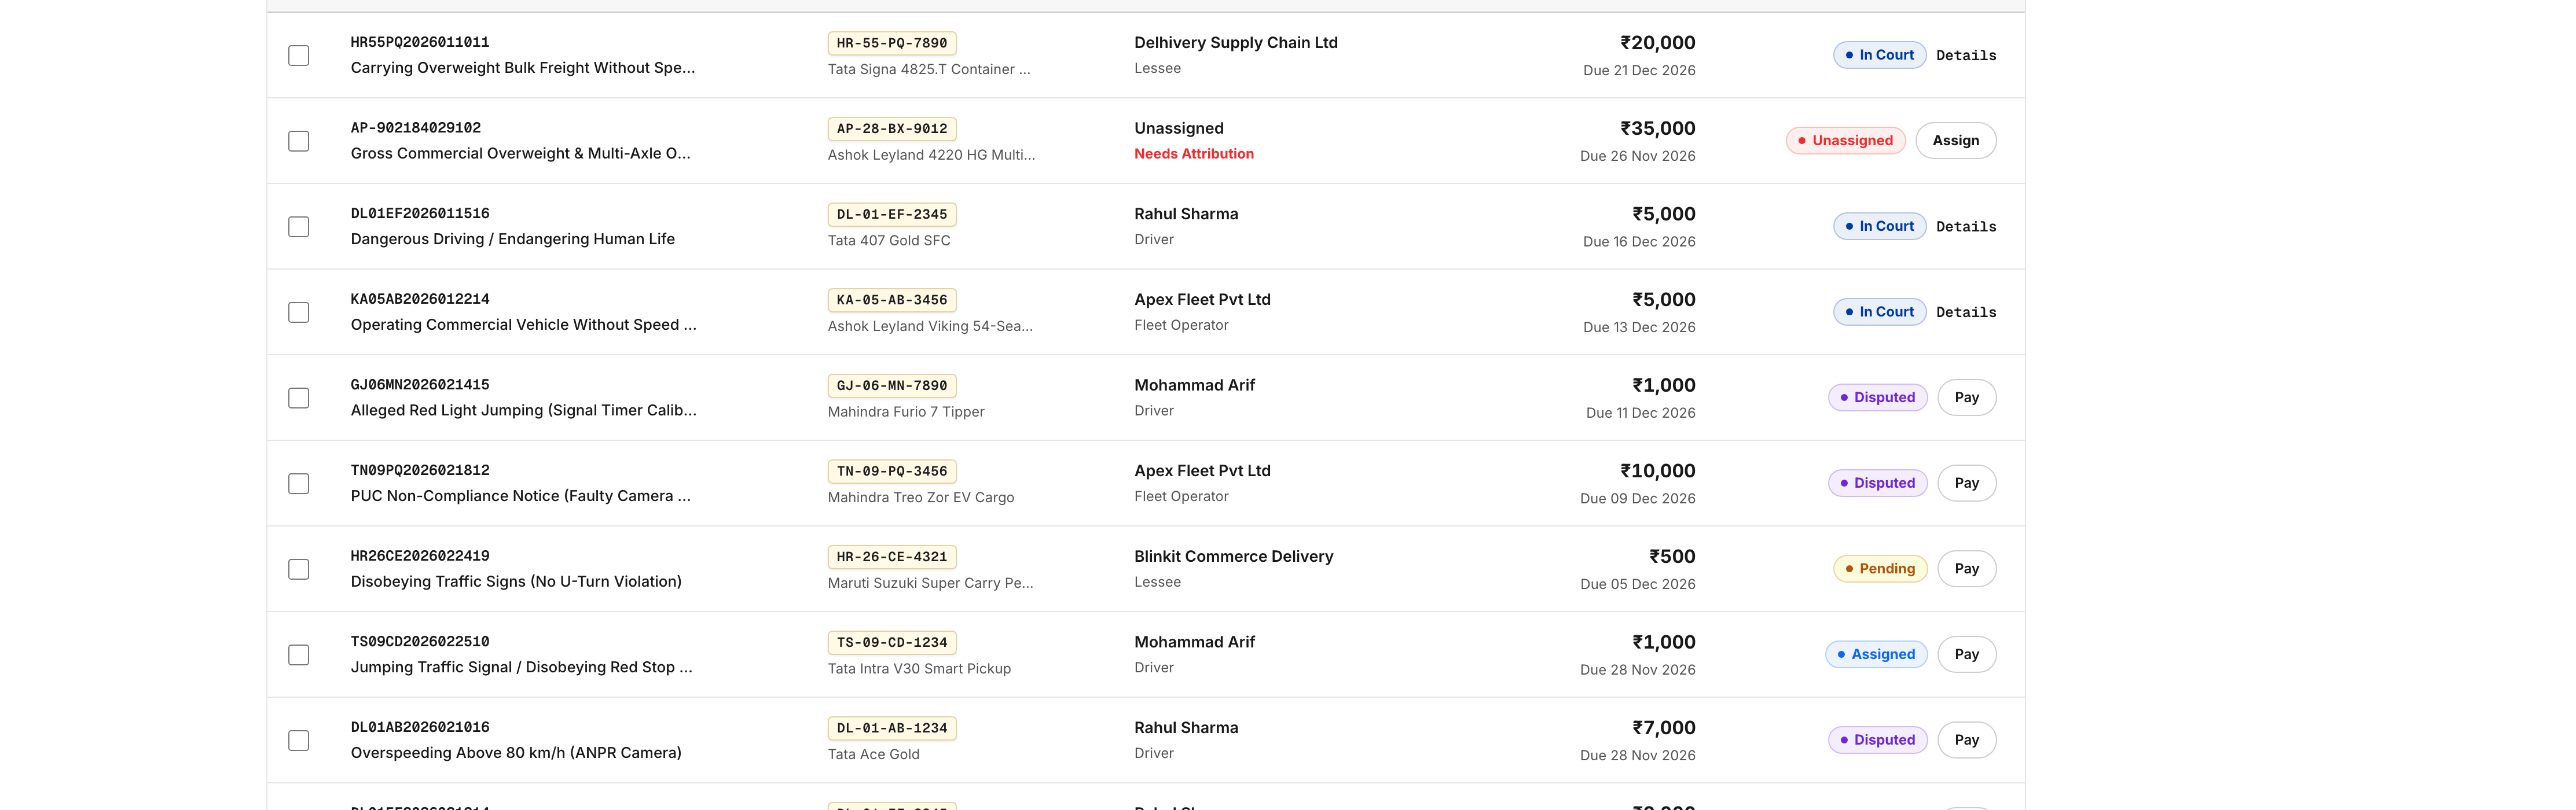 HR55PQ2026011011
Carrying Overweight Bulk Freight Without Spe...
HR-55-PQ-7890
Tata Signa 4825.T Container ...
Delhivery Supply Chain Ltd
Lessee
₹20,000
Due 21 Dec 2026
In Court
Details
AP-902184029102
Gross Commercial Overweight & Multi-Axle O...
AP-28-BX-9012
Ashok Leyland 4220 HG Multi...
Unassigned
Needs Attribution
₹35,000
Due 26 Nov 2026
Unassigned
Assign
DL01EF2026011516
Dangerous Driving / Endangering Human Life
DL-01-EF-2345
Tata 407 Gold SFC
Rahul Sharma
Driver
₹5,000
Due 16 Dec 2026
In Court
Details
KA05AB2026012214
Operating Commercial Vehicle Without Speed ...
KA-05-AB-3456
Ashok Leyland Viking 54-Sea...
Apex Fleet Pvt Ltd
Fleet Operator
₹5,000
Due 13 Dec 2026
In Court
Details
GJ06MN2026021415
Alleged Red Light Jumping (Signal Timer Calib...
GJ-06-MN-7890
Mahindra Furio 7 Tipper
Mohammad Arif
Driver
₹1,000
Due 11 Dec 2026
Disputed
Pay
TN09PQ2026021812
PUC Non-Compliance Notice (Faulty Camera ...
TN-09-PQ-3456
Mahindra Treo Zor EV Cargo
Apex Fleet Pvt Ltd
Fleet Operator
₹10,000
Due 09 Dec 2026
Disputed
Pay
HR26CE2026022419
Disobeying Traffic Signs (No U-Turn Violation)
HR-26-CE-4321
Maruti Suzuki Super Carry Pe...
Blinkit Commerce Delivery
Lessee
₹500
Due 05 Dec 2026
Pending
Pay
TS09CD2026022510
Jumping Traffic Signal / Disobeying Red Stop ...
TS-09-CD-1234
Tata Intra V30 Smart Pickup
Mohammad Arif
Driver
₹1,000
Due 28 Nov 2026
Assigned
Pay
DL01AB2026021016
Overspeeding Above 80 km/h (ANPR Camera)
DL-01-AB-1234
Tata Ace Gold
Rahul Sharma
Driver
₹7,000
Due 28 Nov 2026
Disputed
Pay